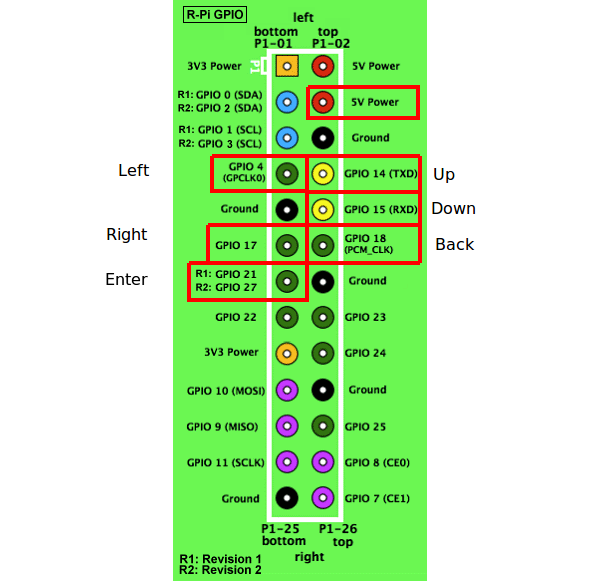 R-Pi GPIO
left
bottom top
P1-01 P1-02
P1
3V3 Power 5V Power
R1: GPIO 0 (SDA)
R2: GPIO 2 (SDA)
5V Power
R1: GPIO 1 (SCL)
R2: GPIO 3 (SCL)
Ground
Left
GPIO 4
(GPCLK0)
GPIO 14 (TXD)
Up
Ground GPIO 15 (RXD) Down
Right
GPIO 17
GPIO 18
(PCM_CLK)
Back
Enter
R1: GPIO 21
R2: GPIO 27
Ground
GPIO 22 GPIO 23
3V3 Power GPIO 24
GPIO 10 (MOSI) Ground
GPIO 9 (MISO) GPIO 25
GPIO 11 (SCLK) GPIO 8 (CE0)
Ground GPIO 7 (CE1)
P1-25 P1-26
bottom top
right
R1: Revision 1
R2: Revision 2